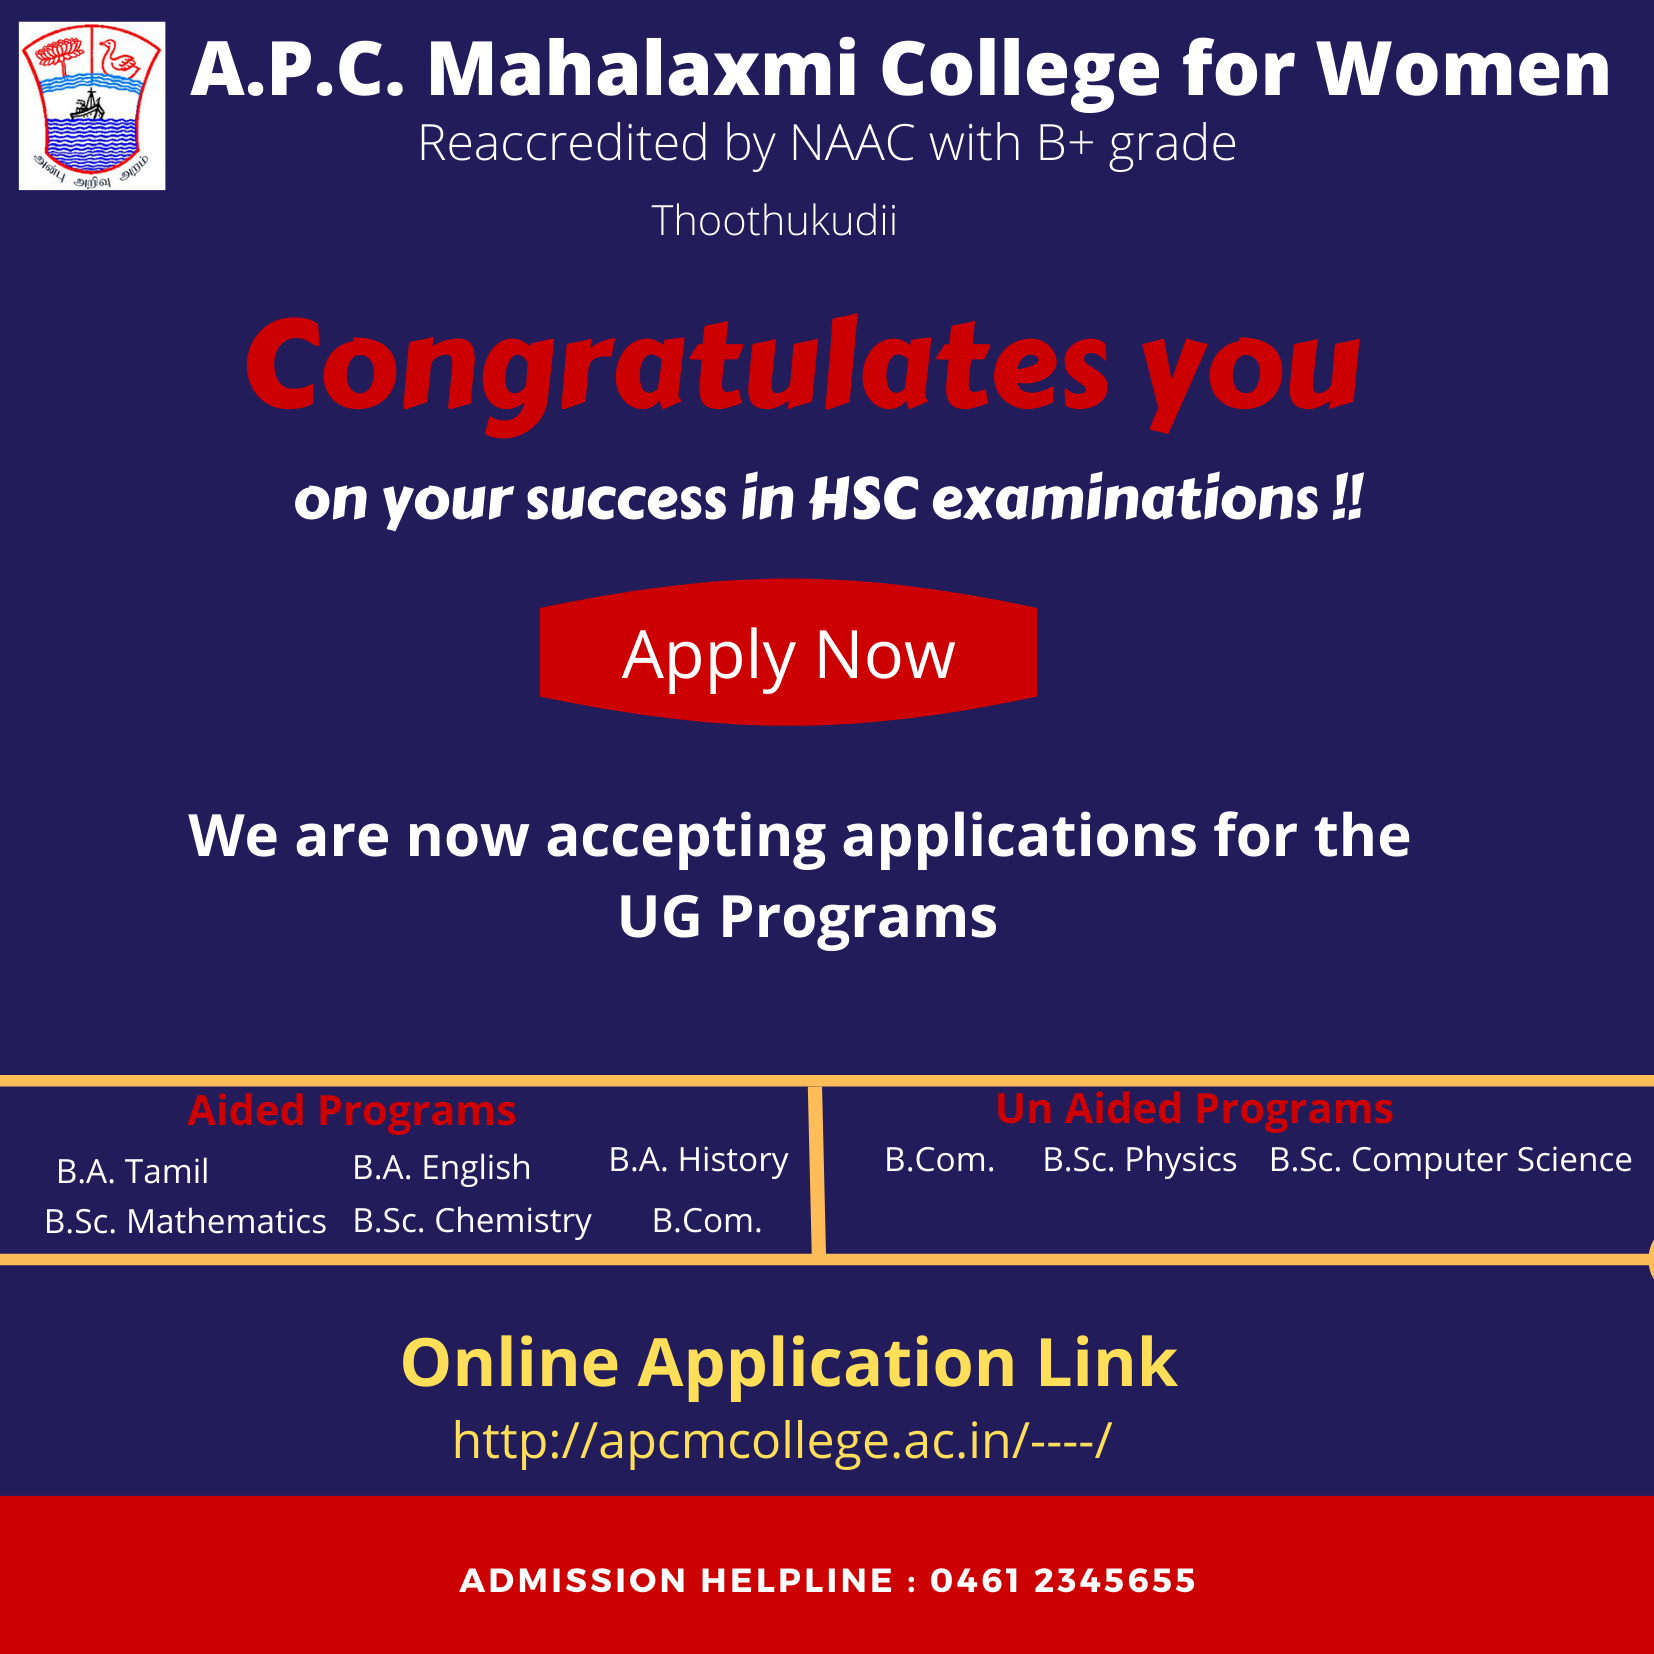 A.P.C. Mahalaxmi College for Women
Reaccredited by NAAC with B+ grade
Thoothukudii
அன்பு அறிவு அறம்
Congratulates you
on your success in HSC examinations !!
Apply Now
We are now accepting applications for the
UG Programs
Aided Programs
B.A. Tamil B.A. English B.A. History
B.Sc. Mathematics B.Sc. Chemistry B.Com.
Un Aided Programs
B.Com. B.Sc. Physics B.Sc. Computer Science
Online Application Link
http://apcmcollege.ac.in/----/
ADMISSION HELPLINE : 0461 2345655